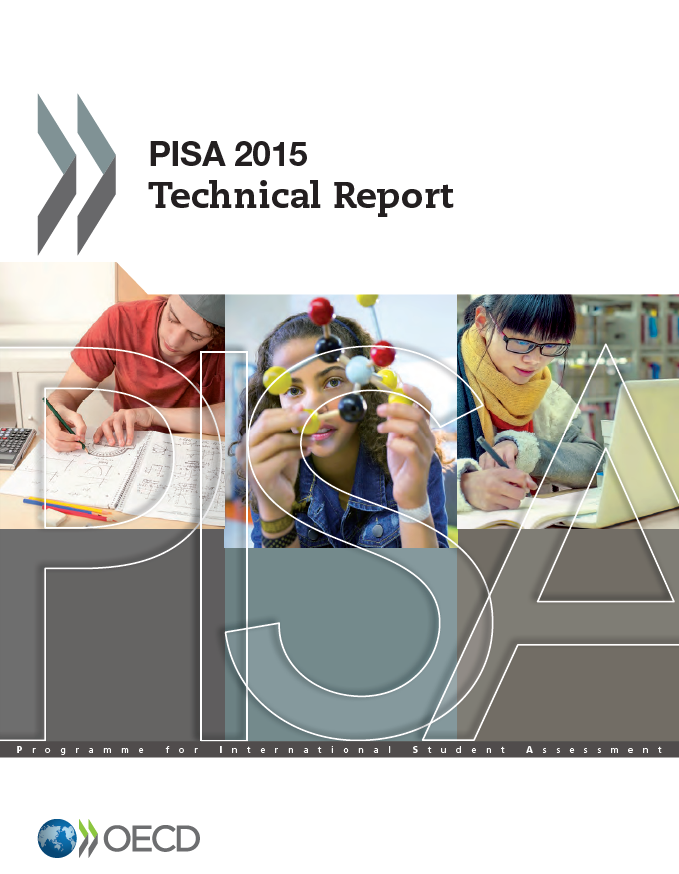 PISA 2015
Technical Report
PISA
Programme for International Student Assessment
OECD